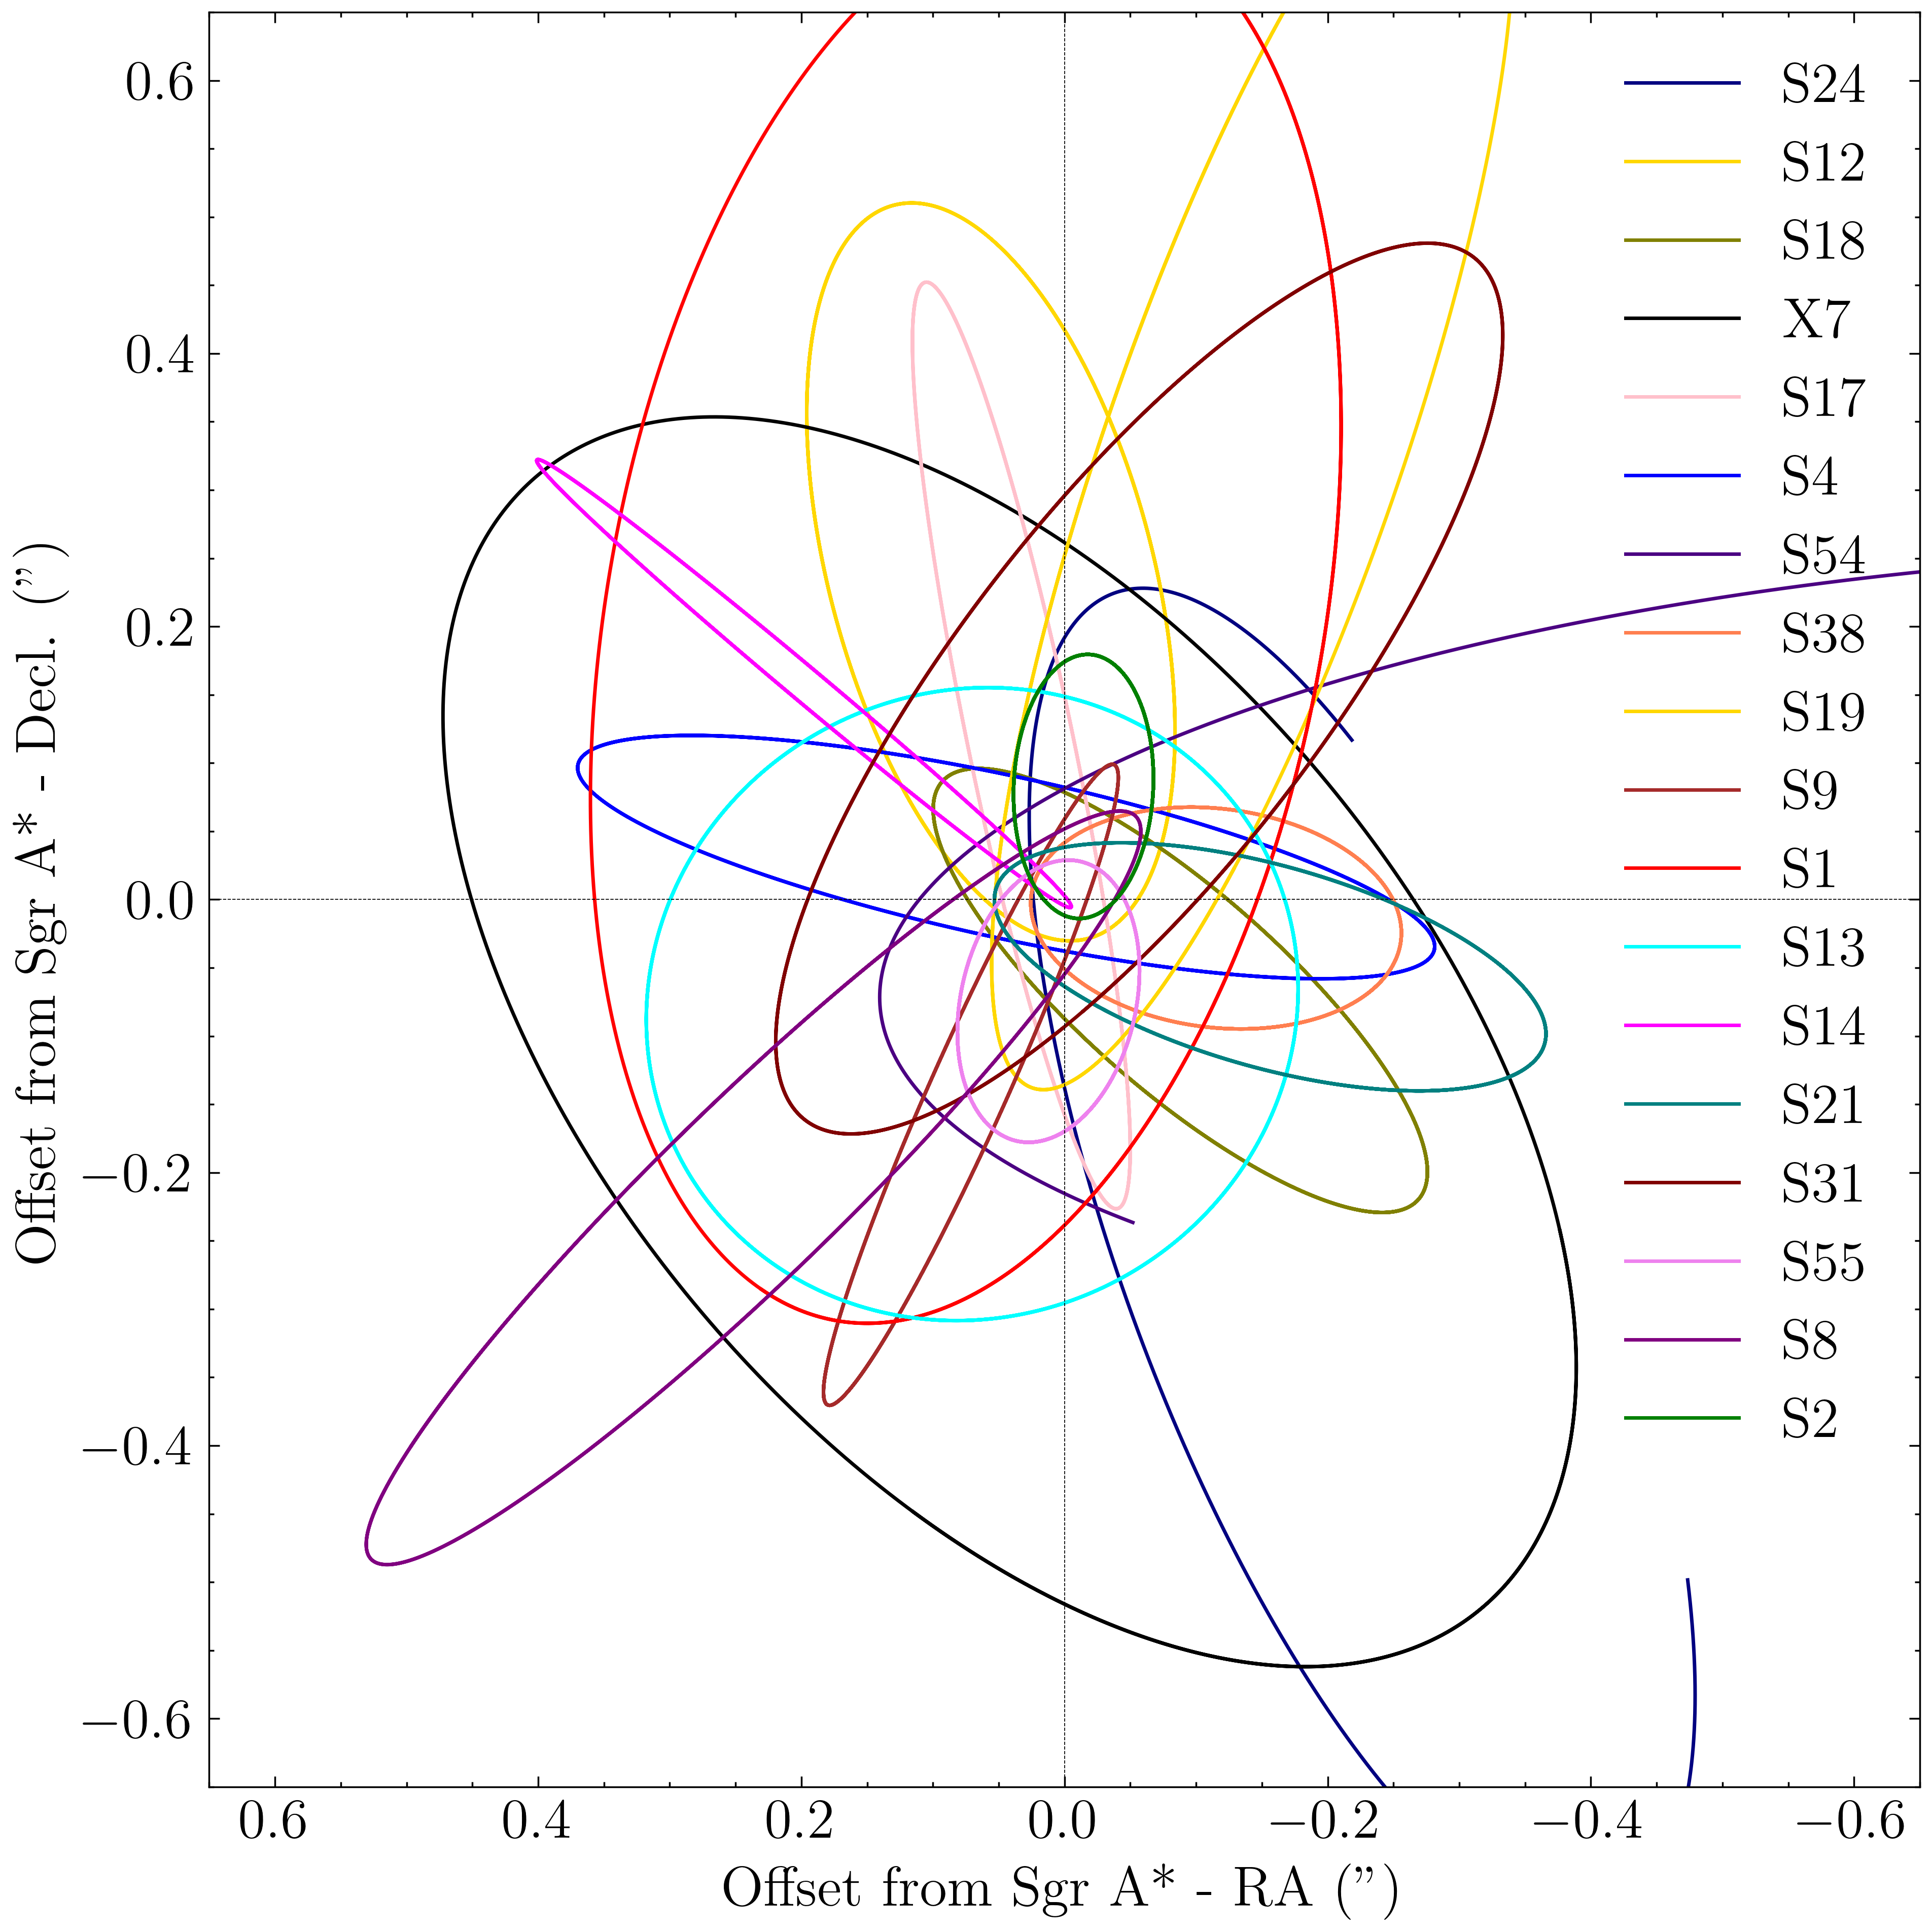 Offset from Sgr A* - Decl. (”)
0.6
0.4
0.2
0.0
−0.2
−0.4
−0.6
S24
S12
S18
X7
S17
S4
S54
S38
S19
S9
S1
S13
S14
S21
S31
S55
S8
S2
0.6 0.4 0.2 0.0 −0.2 −0.4 −0.6
Offset from Sgr A* - RA (”)